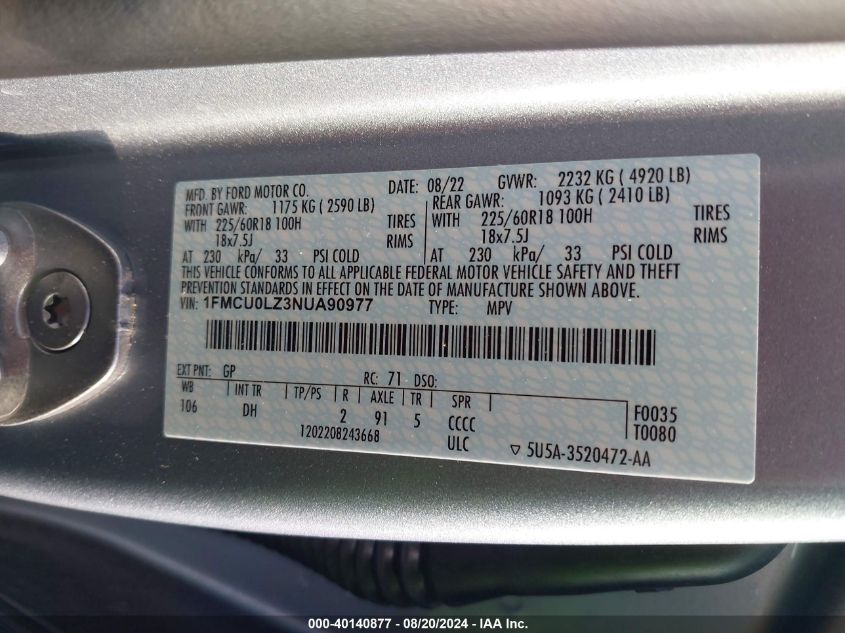 MFD. BY FORD MOTOR CO. DATE: 08/22 GVWR: 2232 KG ( 4920 LB)
FRONT GAWR: 1175 KG ( 2590 LB) REAR GAWR: 1093 KG ( 2410 LB)
WITH 225/60R18 100H TIRES WITH 225/60R18 100H TIRES
18x7.5J RIMS 18x7.5J RIMS
AT 230 kPa/ 33 PSI COLD AT 230 kPa/ 33 PSI COLD
THIS VEHICLE CONFORMS TO ALL APPLICABLE FEDERAL MOTOR VEHICLE SAFETY AND THEFT
PREVENTION STANDARDS IN EFFECT ON THE DATE OF MANUFACTURE SHOWN ABOVE.
VIN: 1FMCU0LZ3NUA90977 TYPE: MPV
EXT PNT: GP RC: 71 DSO:
WB INT TR TP/PS R AXLE TR SPR
106 DH 2 91 5 CCCC F0035
1202208243668 ULC T0080
▽ 5U5A-3520472-AA
000-40140877 - 08/20/2024 - IAAI Inc.